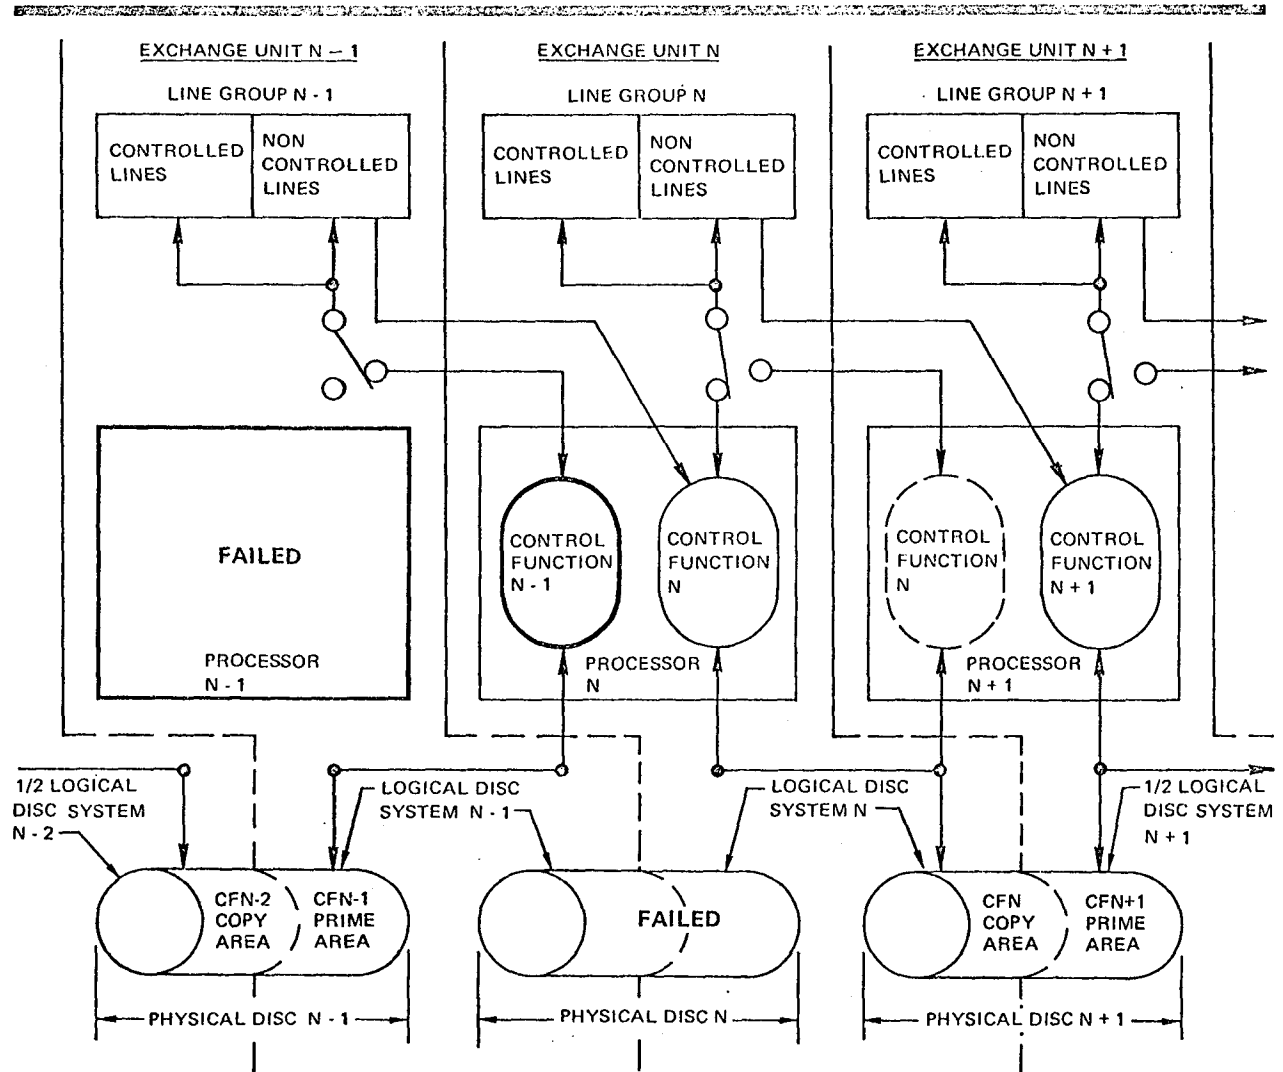 EXCHANGE UNIT N - 1
EXCHANGE UNIT N
EXCHANGE UNIT N + 1
LINE GROUP N - 1
LINE GROUP N
LINE GROUP N + 1
CONTROLLED
LINES
NON
CONTROLLED
LINES
CONTROLLED
LINES
NON
CONTROLLED
LINES
CONTROLLED
LINES
NON
CONTROLLED
LINES
FAILED
PROCESSOR
N - 1
CONTROL
FUNCTION
N - 1
CONTROL
FUNCTION
N
PROCESSOR
N
CONTROL
FUNCTION
N
CONTROL
FUNCTION
N + 1
PROCESSOR
N + 1
1/2 LOGICAL
DISC SYSTEM
N - 2
LOGICAL DISC
SYSTEM N - 1
LOGICAL DISC
SYSTEM N
1/2 LOGICAL
DISC SYSTEM
N + 1
CFN-2
COPY
AREA
CFN-1
PRIME
AREA
FAILED
CFN
COPY
AREA
CFN+1
PRIME
AREA
PHYSICAL DISC N - 1
PHYSICAL DISC N
PHYSICAL DISC N + 1